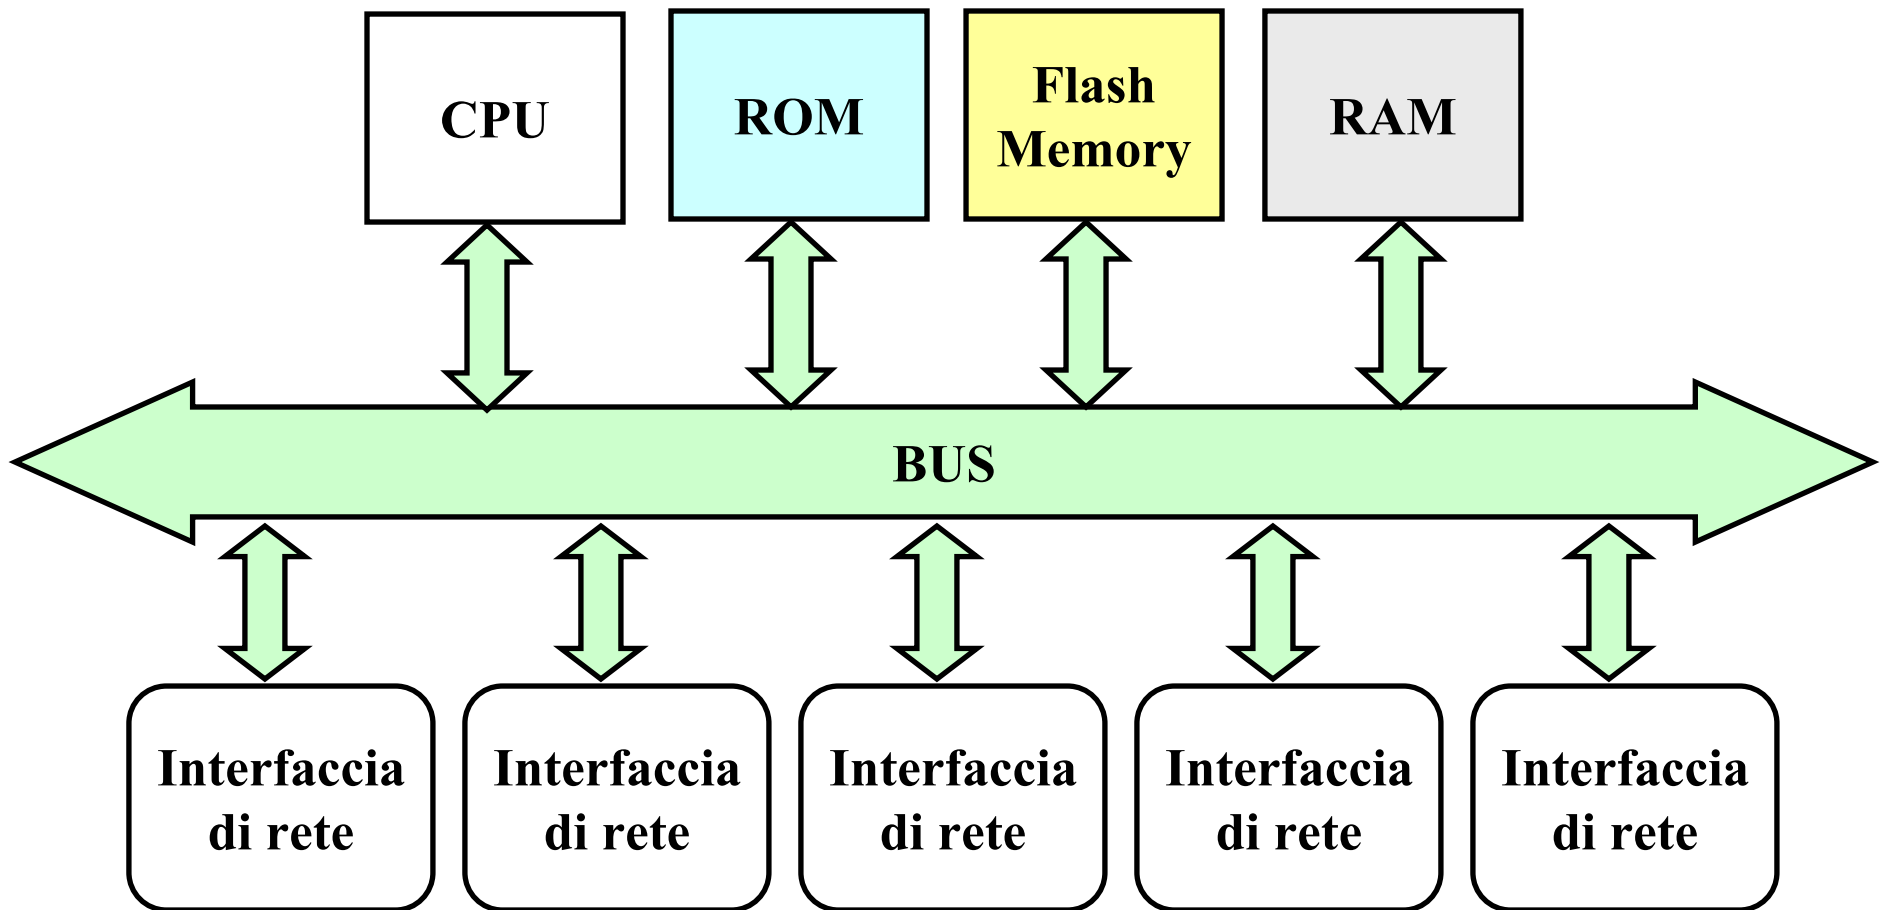 CPU
ROM
Flash
Memory
RAM
BUS
Interfaccia
di rete
Interfaccia
di rete
Interfaccia
di rete
Interfaccia
di rete
Interfaccia
di rete